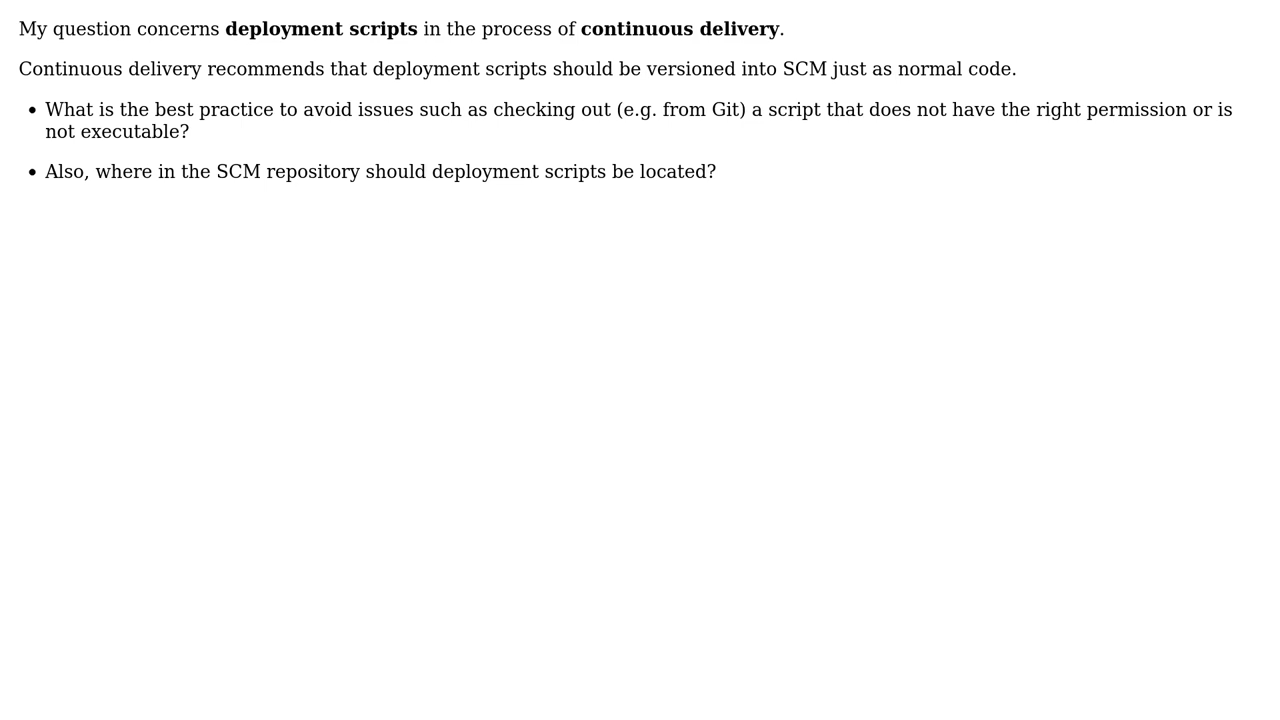 My question concerns deployment scripts in the process of continuous delivery.
Continuous delivery recommends that deployment scripts should be versioned into SCM just as normal code.
• What is the best practice to avoid issues such as checking out (e.g. from Git) a script that does not have the right permission or is
not executable?
• Also, where in the SCM repository should deployment scripts be located?